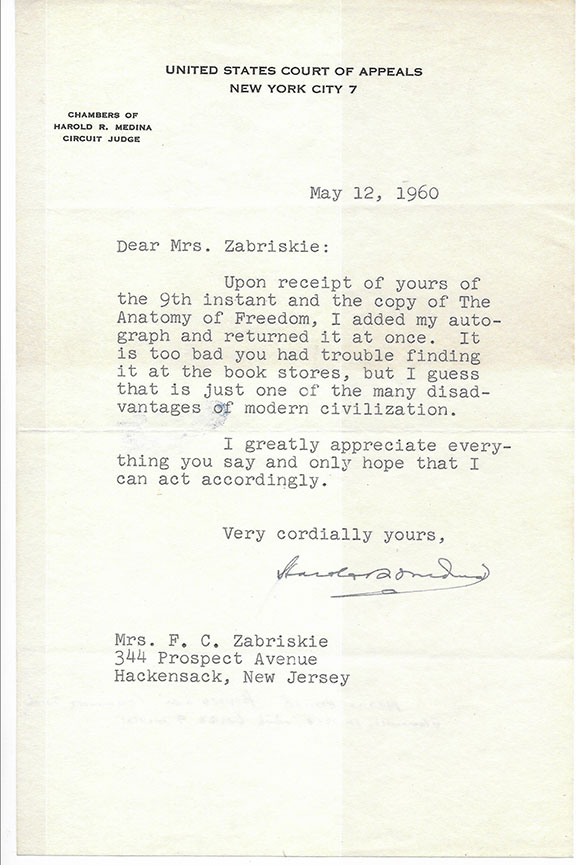 UNITED STATES COURT OF APPEALS
NEW YORK CITY 7
CHAMBERS OF
HAROLD R. MEDINA
CIRCUIT JUDGE
May 12, 1960
Dear Mrs. Zabriskie:
Upon receipt of yours of
the 9th instant and the copy of The
Anatomy of Freedom, I added my auto-
graph and returned it at once.  It
is too bad you had trouble finding
it at the book stores, but I guess
that is just one of the many disad-
vantages of modern civilization.
I greatly appreciate every-
thing you say and only hope that I
can act accordingly.
Very cordially yours,
Harold R. Medina
Mrs. F. C. Zabriskie
344 Prospect Avenue
Hackensack, New Jersey